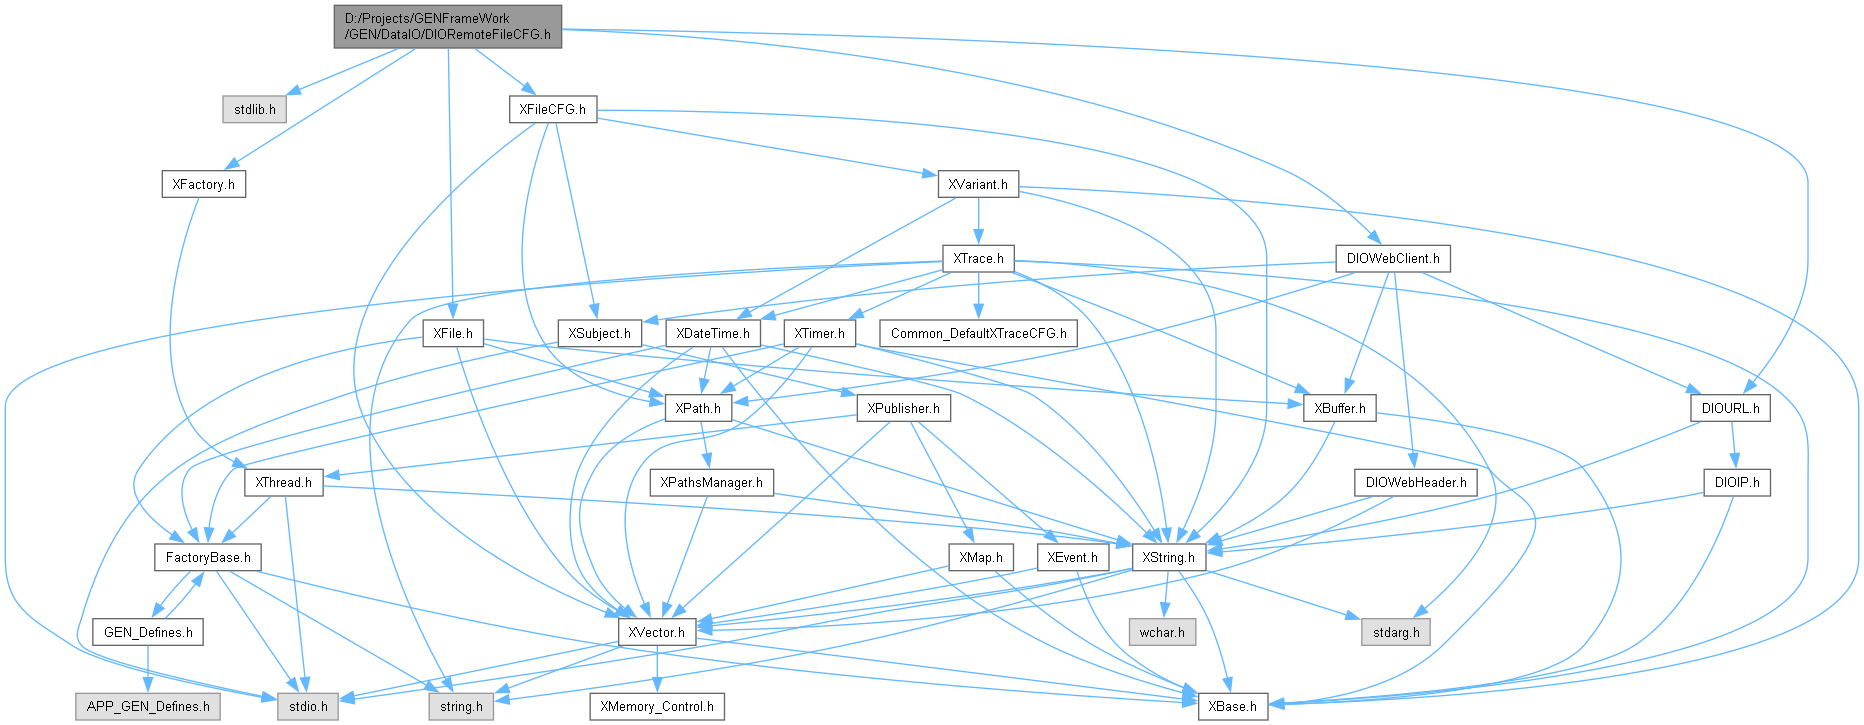 D:/Projects/GENFrameWork
/GEN/DataIO/DIORemoteFileCFG.h
stdlib.h
XFileCFG.h
XFactory.h
XVariant.h
XTrace.h
DIOWebClient.h
XFile.h
XSubject.h
XDateTime.h
XTimer.h
Common_DefaultXTraceCFG.h
XPath.h
XPublisher.h
XBuffer.h
DIOURL.h
XThread.h
XPathsManager.h
DIOWebHeader.h
DIOIP.h
FactoryBase.h
XMap.h
XEvent.h
XString.h
GEN_Defines.h
XVector.h
wchar.h
stdarg.h
APP_GEN_Defines.h
stdio.h
string.h
XMemory_Control.h
XBase.h